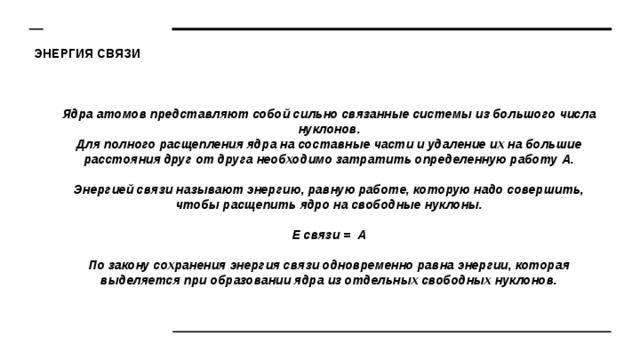 ЭНЕРГИЯ СВЯЗИ
Ядра атомов представляют собой сильно связанные системы из большого числа
нуклонов.
Для полного расщепления ядра на составные части и удаление их на большие
расстояния друг от друга необходимо затратить определенную работу А.
Энергией связи называют энергию, равную работе, которую надо совершить,
чтобы расщепить ядро на свободные нуклоны.
Е связи = А
По закону сохранения энергия связи одновременно равна энергии, которая
выделяется при образовании ядра из отдельных свободных нуклонов.